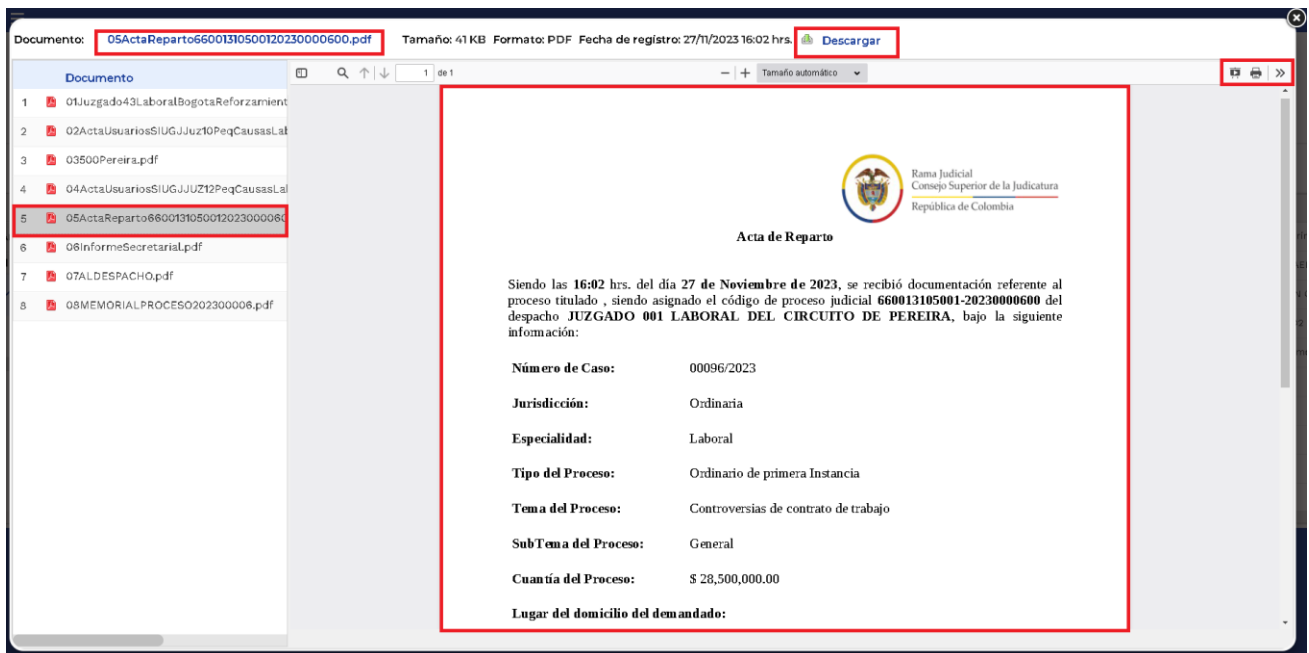 Documento: 05ActaReparto66001310500120230000600.pdf Tamaño: 41 KB Formato: PDF Fecha de registro: 27/11/2023 16:02 hrs. Descargar
Documento
1 01Juzgado43LaboralBogotaReforzamient
2 02ActaUsuariosSIUGJJuz10PeqCausasLab
3 03500Pereira.pdf
4 04ActaUsuariosSIUGJJUZ12PeqCausasLal
5 05ActaReparto660013105001202300006
6 06InformeSecretarial.pdf
7 07ALDESPACHO.pdf
8 08MEMORIALPROCESO202300006.pdf
1 de 1 Tamaño automático
Rama Judicial
Consejo Superior de la Judicatura
República de Colombia
Acta de Reparto
Siendo las 16:02 hrs. del día 27 de Noviembre de 2023, se recibió documentación referente al
proceso titulado , siendo asignado el código de proceso judicial 660013105001-20230000600 del
despacho JUZGADO 001 LABORAL DEL CIRCUITO DE PEREIRA, bajo la siguiente
información:
Número de Caso: 00096/2023
Jurisdicción: Ordinaria
Especialidad: Laboral
Tipo del Proceso: Ordinario de primera Instancia
Tema del Proceso: Controversias de contrato de trabajo
SubTema del Proceso: General
Cuantía del Proceso: $ 28,500,000.00
Lugar del domicilio del demandado: